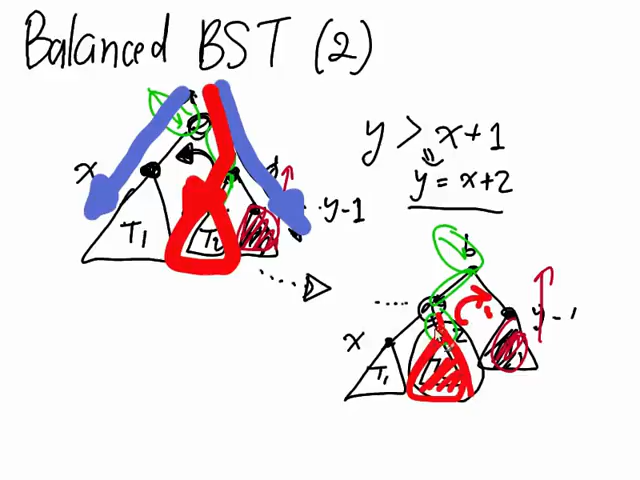 Balanced BST (2)
y > x+1
y = x+2
x
y-1
T1
T2
b
x
y-1
T1